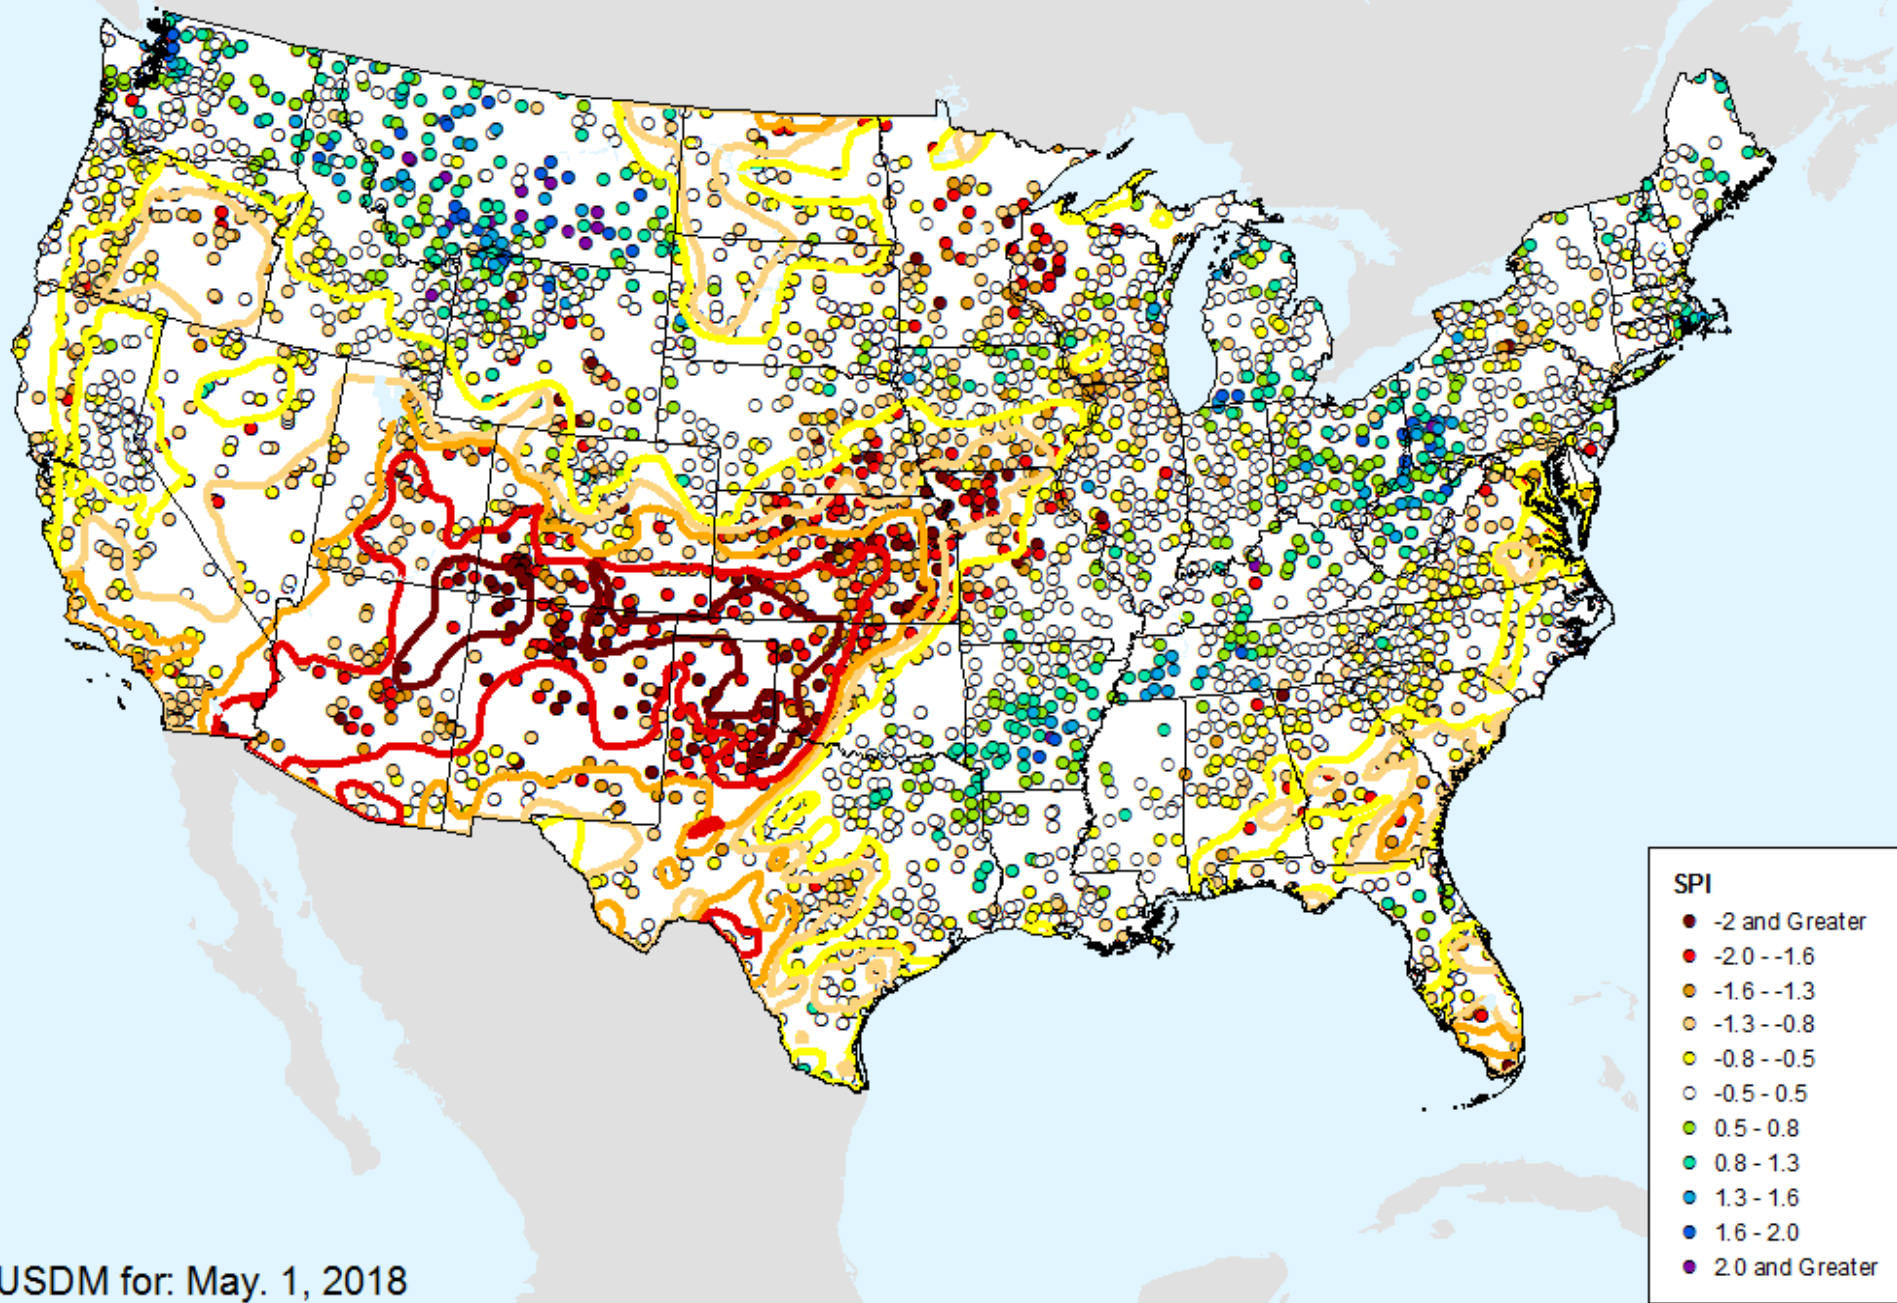 SPI
-2 and Greater
-2.0 - -1.6
-1.6 - -1.3
-1.3 - -0.8
-0.8 - -0.5
-0.5 - 0.5
0.5 - 0.8
0.8 - 1.3
1.3 - 1.6
1.6 - 2.0
2.0 and Greater
USDM for: May. 1, 2018